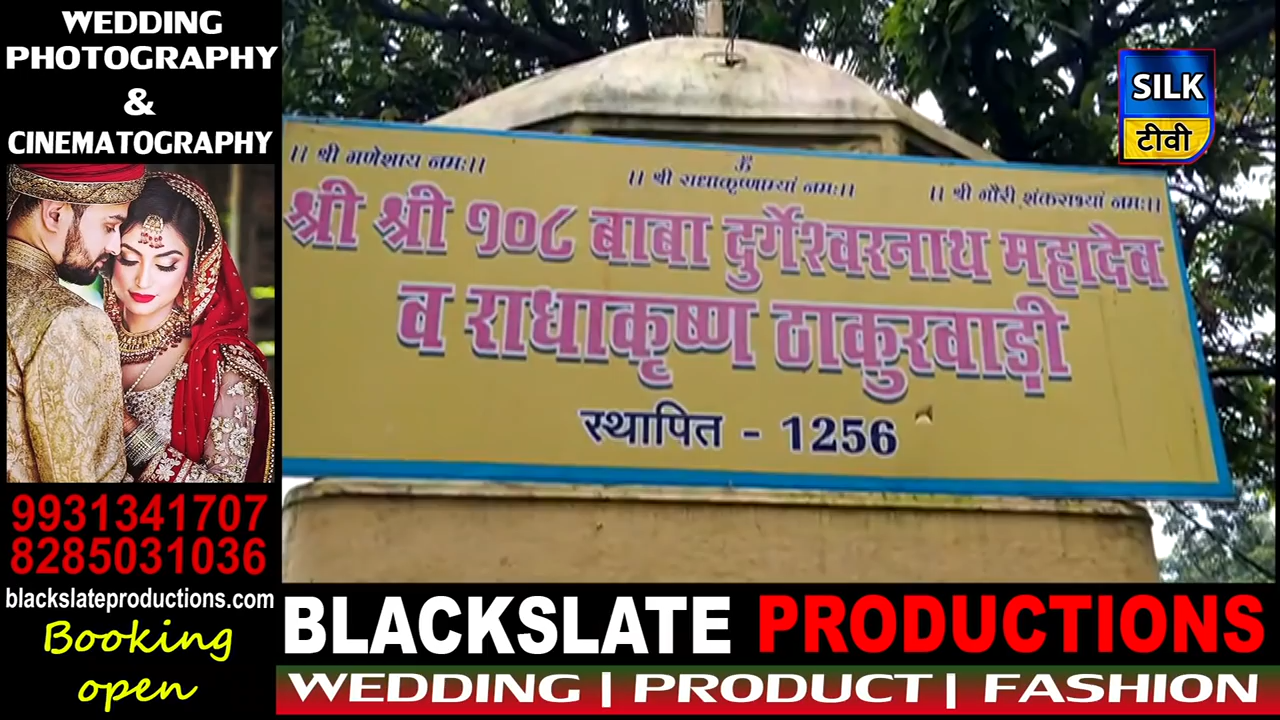 WEDDING
PHOTOGRAPHY
&
CINEMATOGRAPHY
9931341707
8285031036
blackslateproductions.com
Booking
open
SILK
टीवी
।। श्री गणेशाय नमः।।
ॐ
।। श्री राधाकृष्णाभ्यां नमः।।
।। श्री गौरी शंकराभ्यां नमः।।
श्री श्री १०८ बाबा दुर्गेश्वरनाथ महादेव
व राधाकृष्ण ठाकुरवाड़ी
स्थापित - 1256
BLACKSLATE PRODUCTIONS
WEDDING | PRODUCT | FASHION